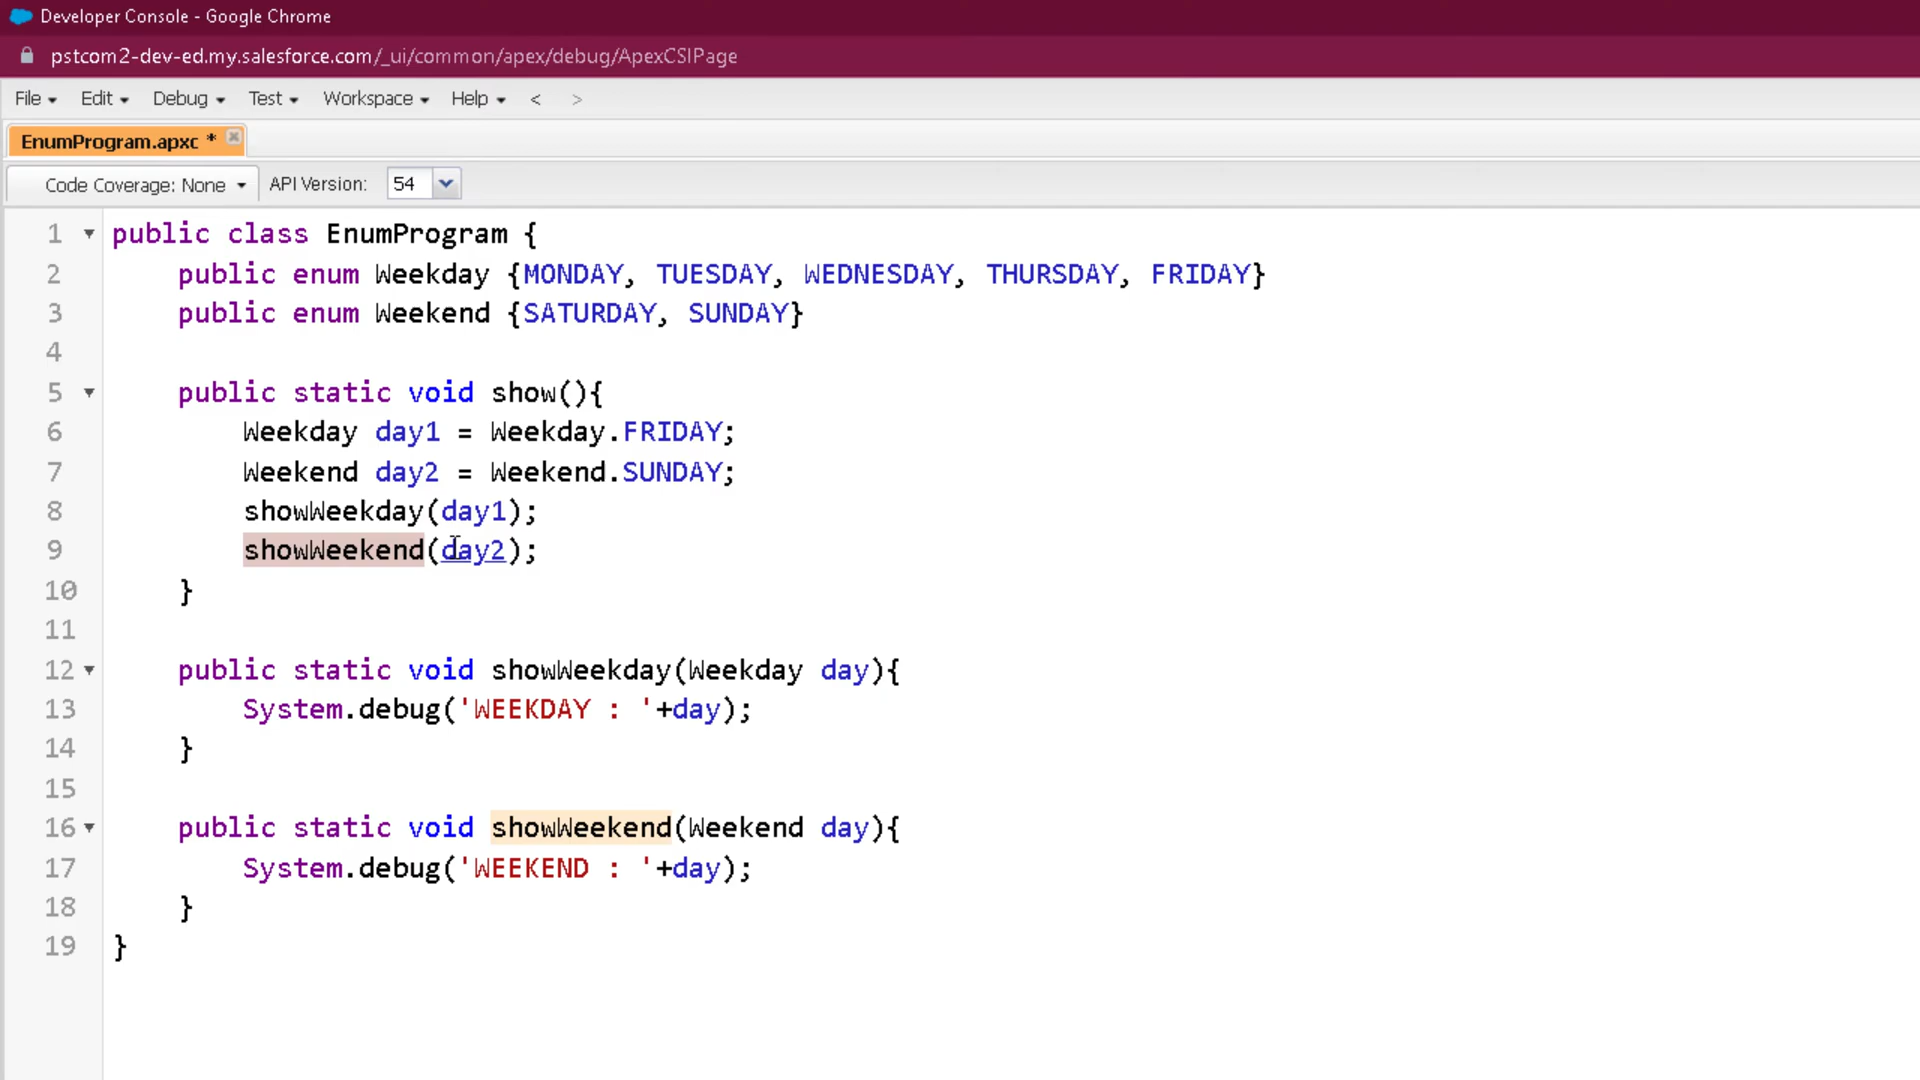 Developer Console - Google Chrome
pstcom2-dev-ed.my.salesforce.com/_ui/common/apex/debug/ApexCSIPage
File Edit Debug Test Workspace Help < >
EnumProgram.apxc *
Code Coverage: None API Version: 54
1 public class EnumProgram {
2 public enum Weekday {MONDAY, TUESDAY, WEDNESDAY, THURSDAY, FRIDAY}
3 public enum Weekend {SATURDAY, SUNDAY}
4
5 public static void show(){
6 Weekday day1 = Weekday.FRIDAY;
7 Weekend day2 = Weekend.SUNDAY;
8 showWeekday(day1);
9 showWeekend(day2);
10 }
11
12 public static void showWeekday(Weekday day){
13 System.debug('WEEKDAY : '+day);
14 }
15
16 public static void showWeekend(Weekend day){
17 System.debug('WEEKEND : '+day);
18 }
19 }